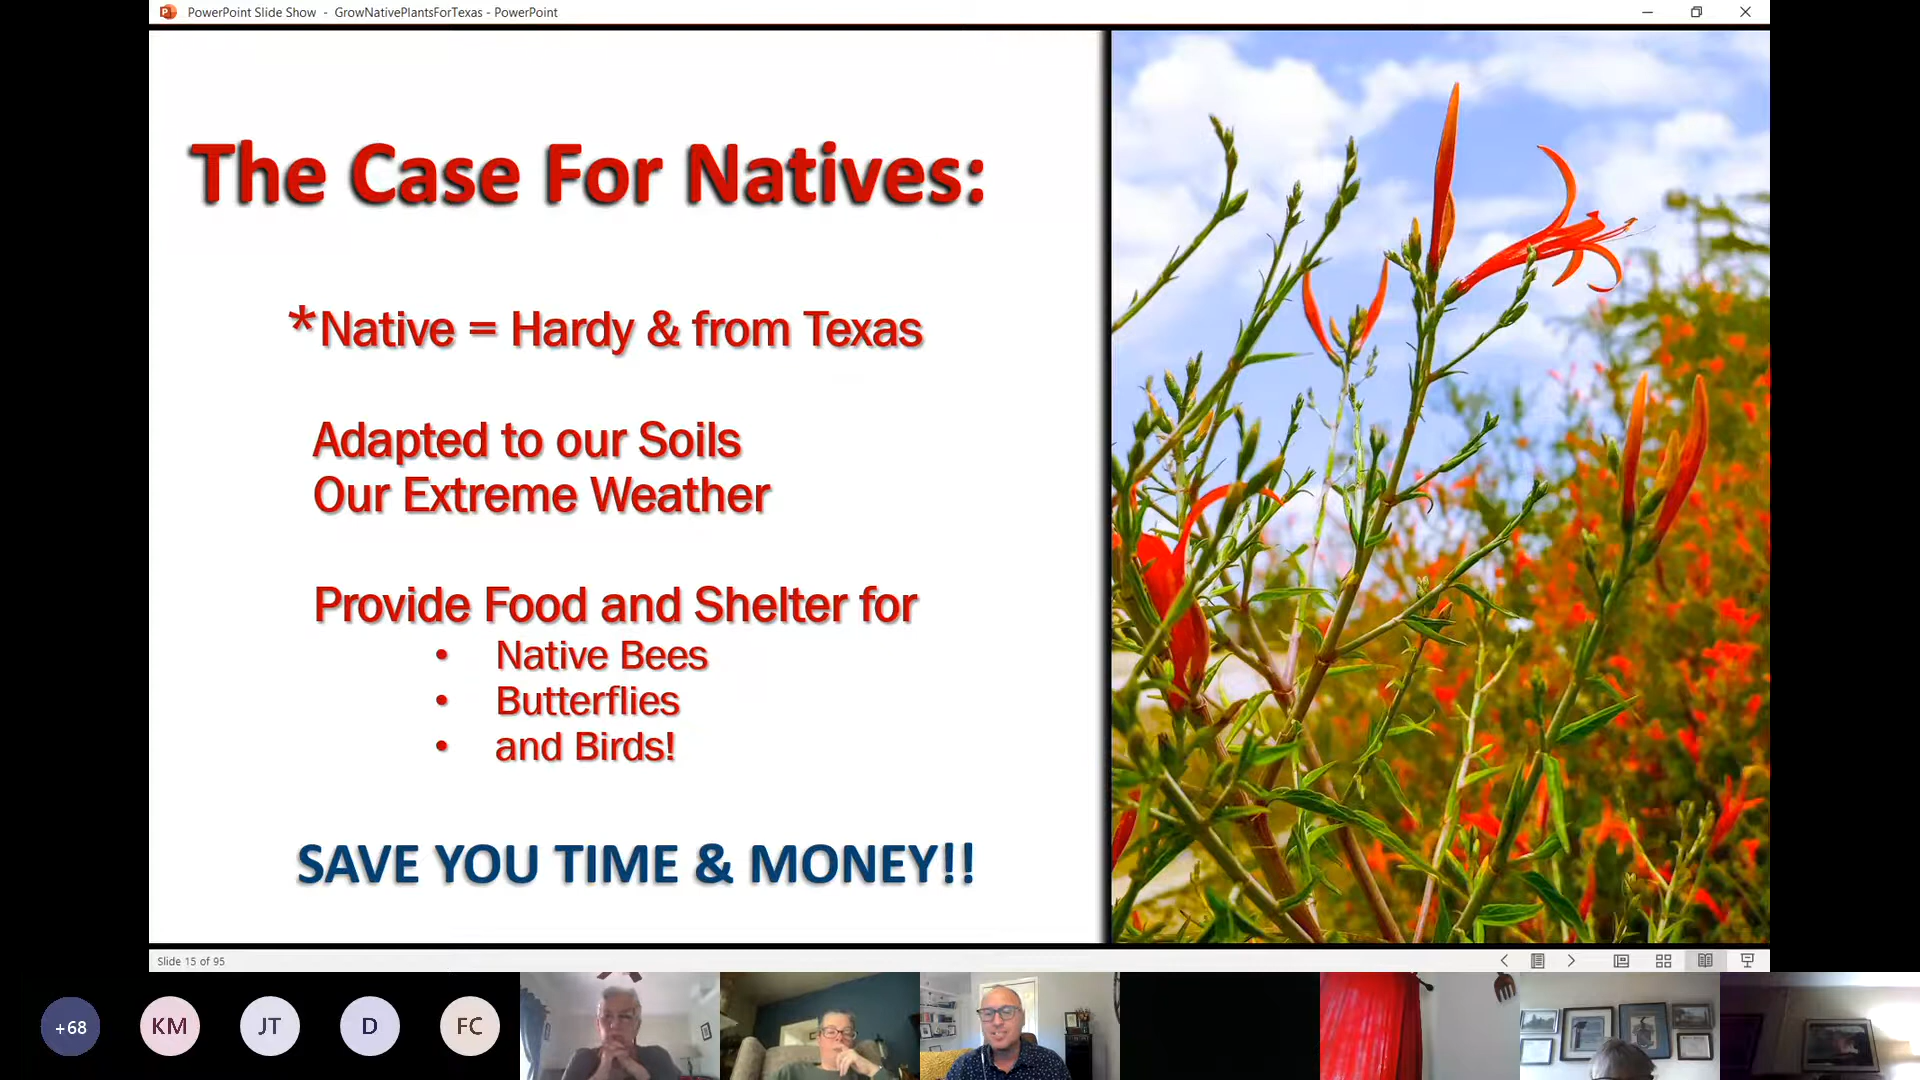 PowerPoint Slide Show - GrowNativePlantsForTexas - PowerPoint
The Case For Natives:
*Native = Hardy & from Texas
Adapted to our Soils
Our Extreme Weather
Provide Food and Shelter for
• Native Bees
• Butterflies
• and Birds!
SAVE YOU TIME & MONEY!!
Slide 15 of 95
+68
KM
JT
D
FC